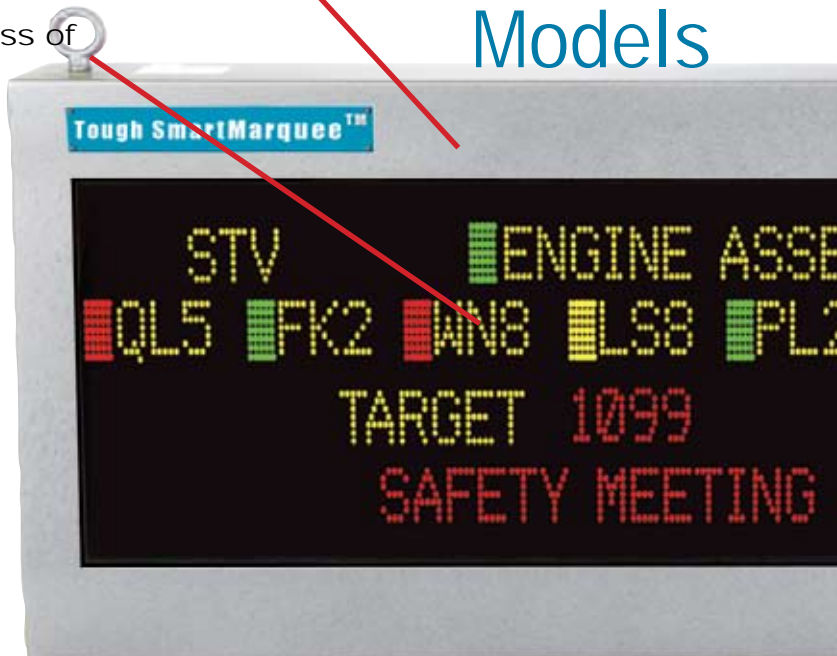 ss of
Models
Tough SmartMarquee™
STV ENGINE ASSE
QL5 FK2 WN8 LS8 PL2
TARGET 1099
SAFETY MEETING